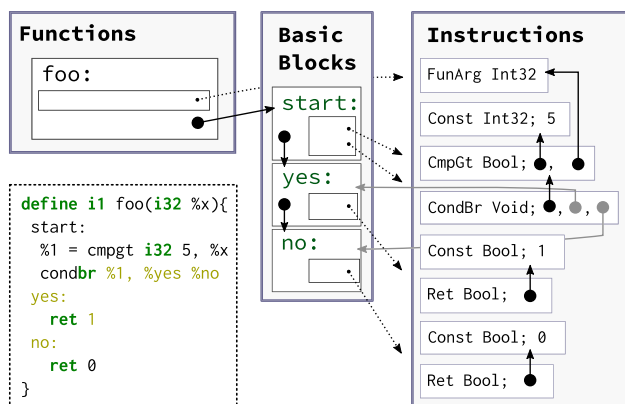 Functions
foo:
Basic
Blocks
start:
yes:
no:
Instructions
FunArg Int32
Const Int32; 5
CmpGt Bool; , 
CondBr Void; , , 
Const Bool; 1
Ret Bool;
Const Bool; 0
Ret Bool;
define i1 foo(i32 %x){
start:
%1 = cmpgt i32 5, %x
condbr %1, %yes %no
yes:
ret 1
no:
ret 0
}